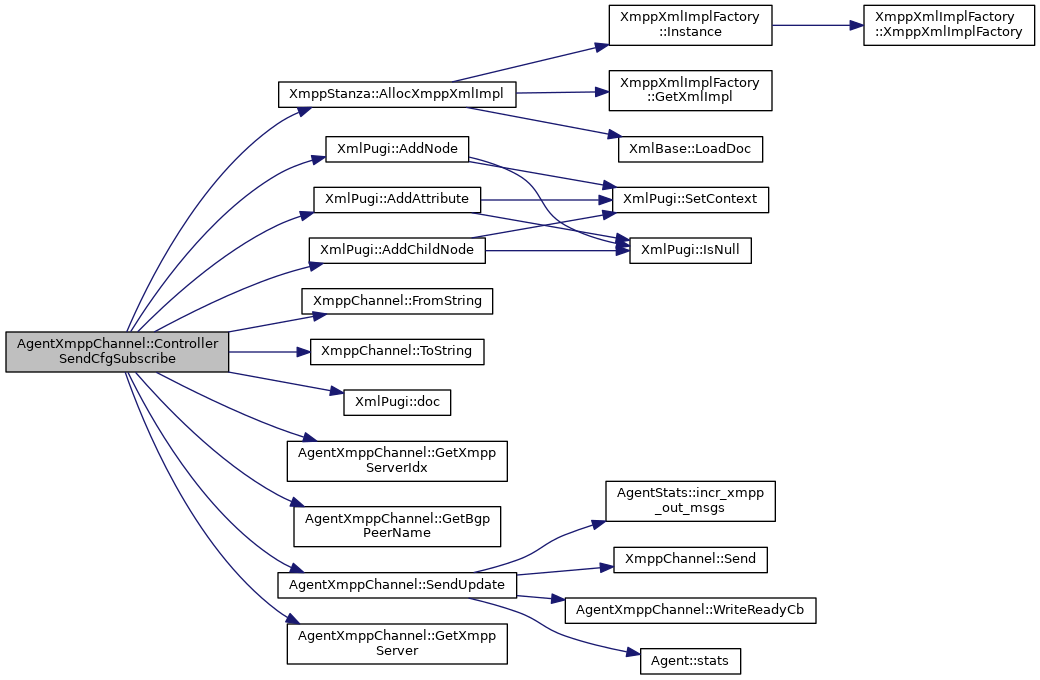 XmppXmlImplFactory
::Instance
XmppXmlImplFactory
::XmppXmlImplFactory
XmppStanza::AllocXmppXmlImpl
XmppXmlImplFactory
::GetXmlImpl
XmlBase::LoadDoc
XmlPugi::AddNode
XmlPugi::AddAttribute
XmlPugi::SetContext
XmlPugi::AddChildNode
XmlPugi::IsNull
XmppChannel::FromString
AgentXmppChannel::Controller
SendCfgSubscribe
XmppChannel::ToString
XmlPugi::doc
AgentXmppChannel::GetXmpp
ServerIdx
AgentXmppChannel::GetBgp
PeerName
AgentStats::incr_xmpp
_out_msgs
XmppChannel::Send
AgentXmppChannel::SendUpdate
AgentXmppChannel::WriteReadyCb
AgentXmppChannel::GetXmpp
Server
Agent::stats